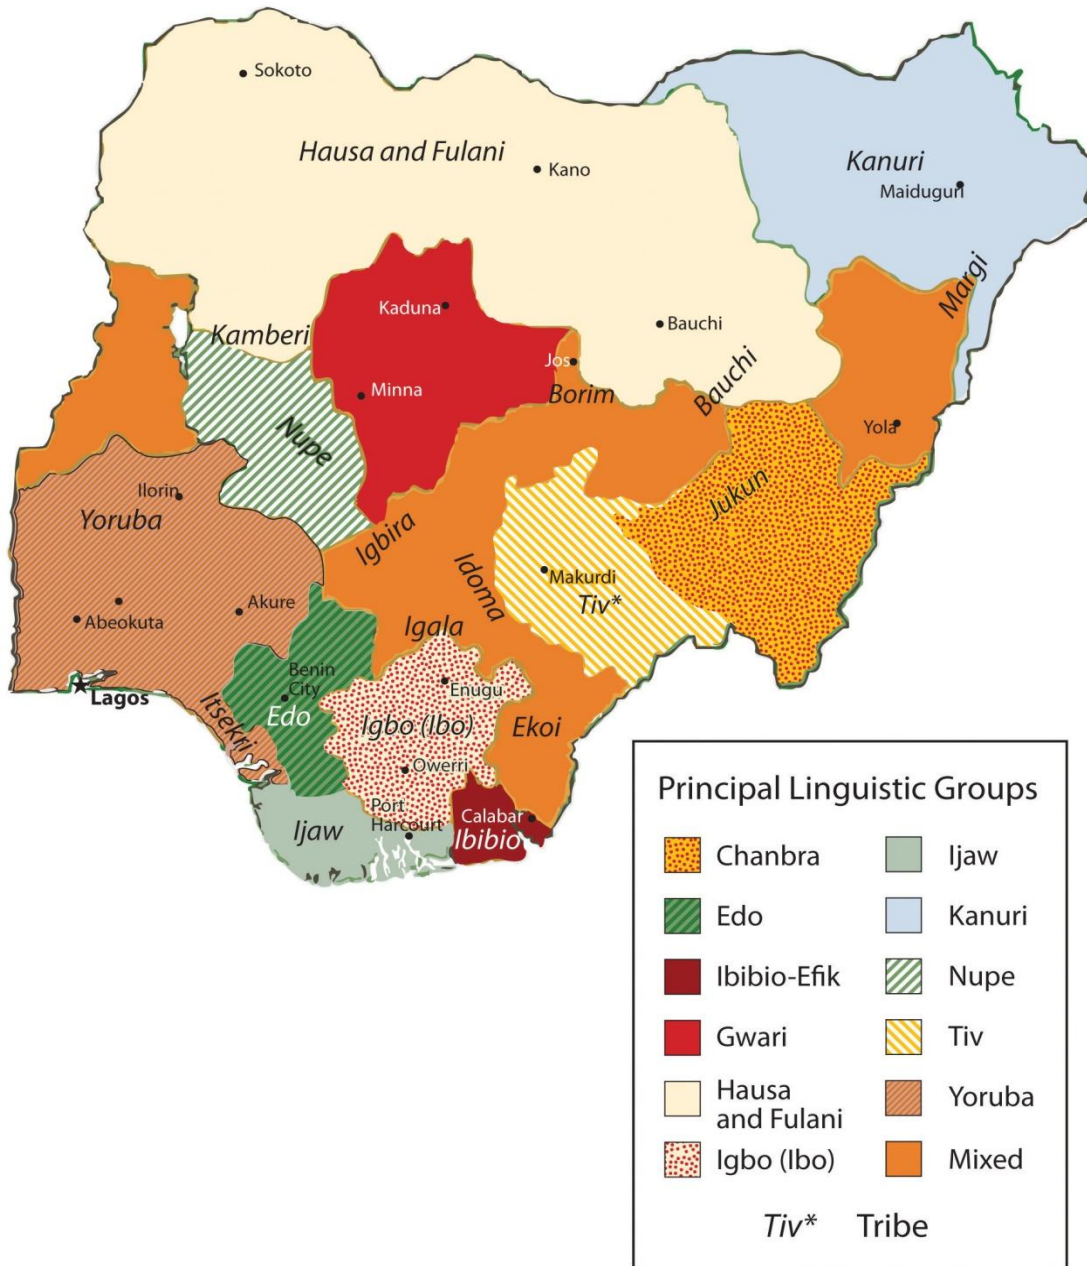 Sokoto
Hausa and Fulani
Kano
Kanuri
Maiduguri
Margi
Kaduna
Kamberi
Bauchi
Jos
Minna
Borim
Bauchi
Nupe
Yola
Ilorin
Yoruba
Jukun
Igbira
Idoma
Makurdi
Tiv*
Akure
Abeokuta
Igala
Benin
City
Enugu
Lagos
Itsekri
Edo
Igbo (Ibo)
Ekoi
Owerri
Port
Harcourt
Calabar
Ijaw
Ibibio
Principal Linguistic Groups
Chanbra
Edo
Ibibio-Efik
Gwari
Hausa
and Fulani
Igbo (Ibo)
Ijaw
Kanuri
Nupe
Tiv
Yoruba
Mixed
Tiv* Tribe